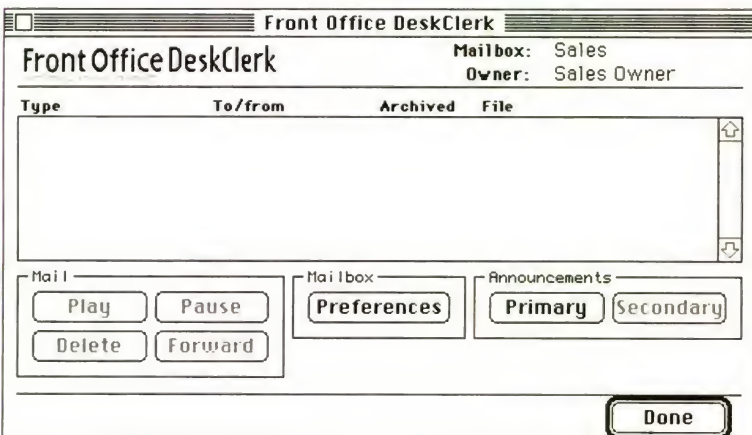 Front Office DeskClerk
Front Office DeskClerk
Mailbox: Sales
Owner: Sales Owner
Type To/from Archived File
Mail
Mailbox
Announcements
Play Pause Preferences Primary Secondary
Delete Forward
Done